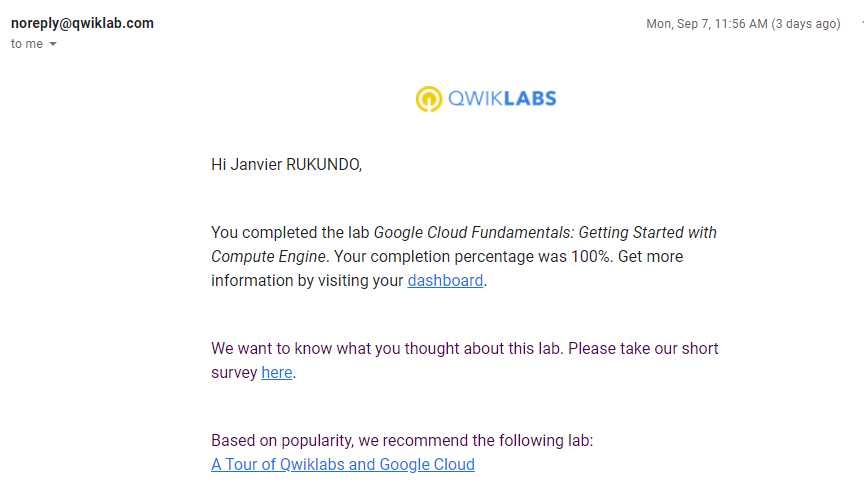 noreply@qwiklab.com
Mon, Sep 7, 11:56 AM (3 days ago)
to me
QWIKLABS
Hi Janvier RUKUNDO,
You completed the lab Google Cloud Fundamentals: Getting Started with
Compute Engine. Your completion percentage was 100%. Get more
information by visiting your dashboard.
We want to know what you thought about this lab. Please take our short
survey here.
Based on popularity, we recommend the following lab:
A Tour of Qwiklabs and Google Cloud